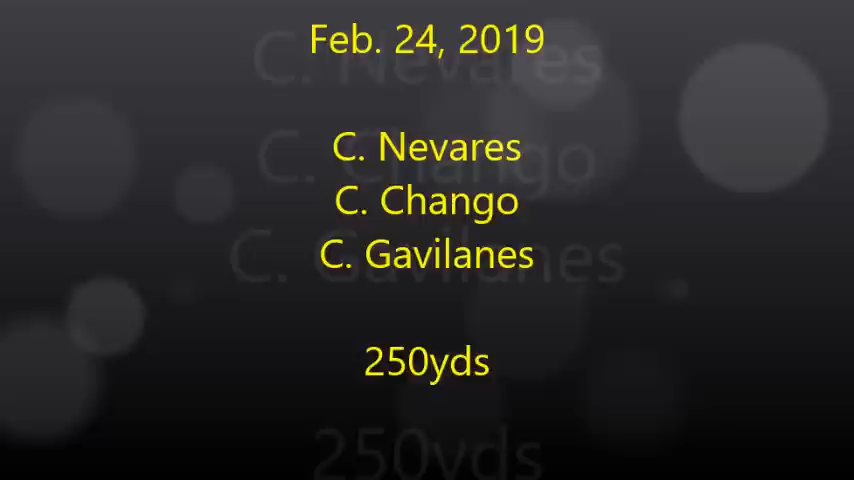 Feb. 24, 2019
C. Nevares
C. Chango
C. Gavilanes
250yds